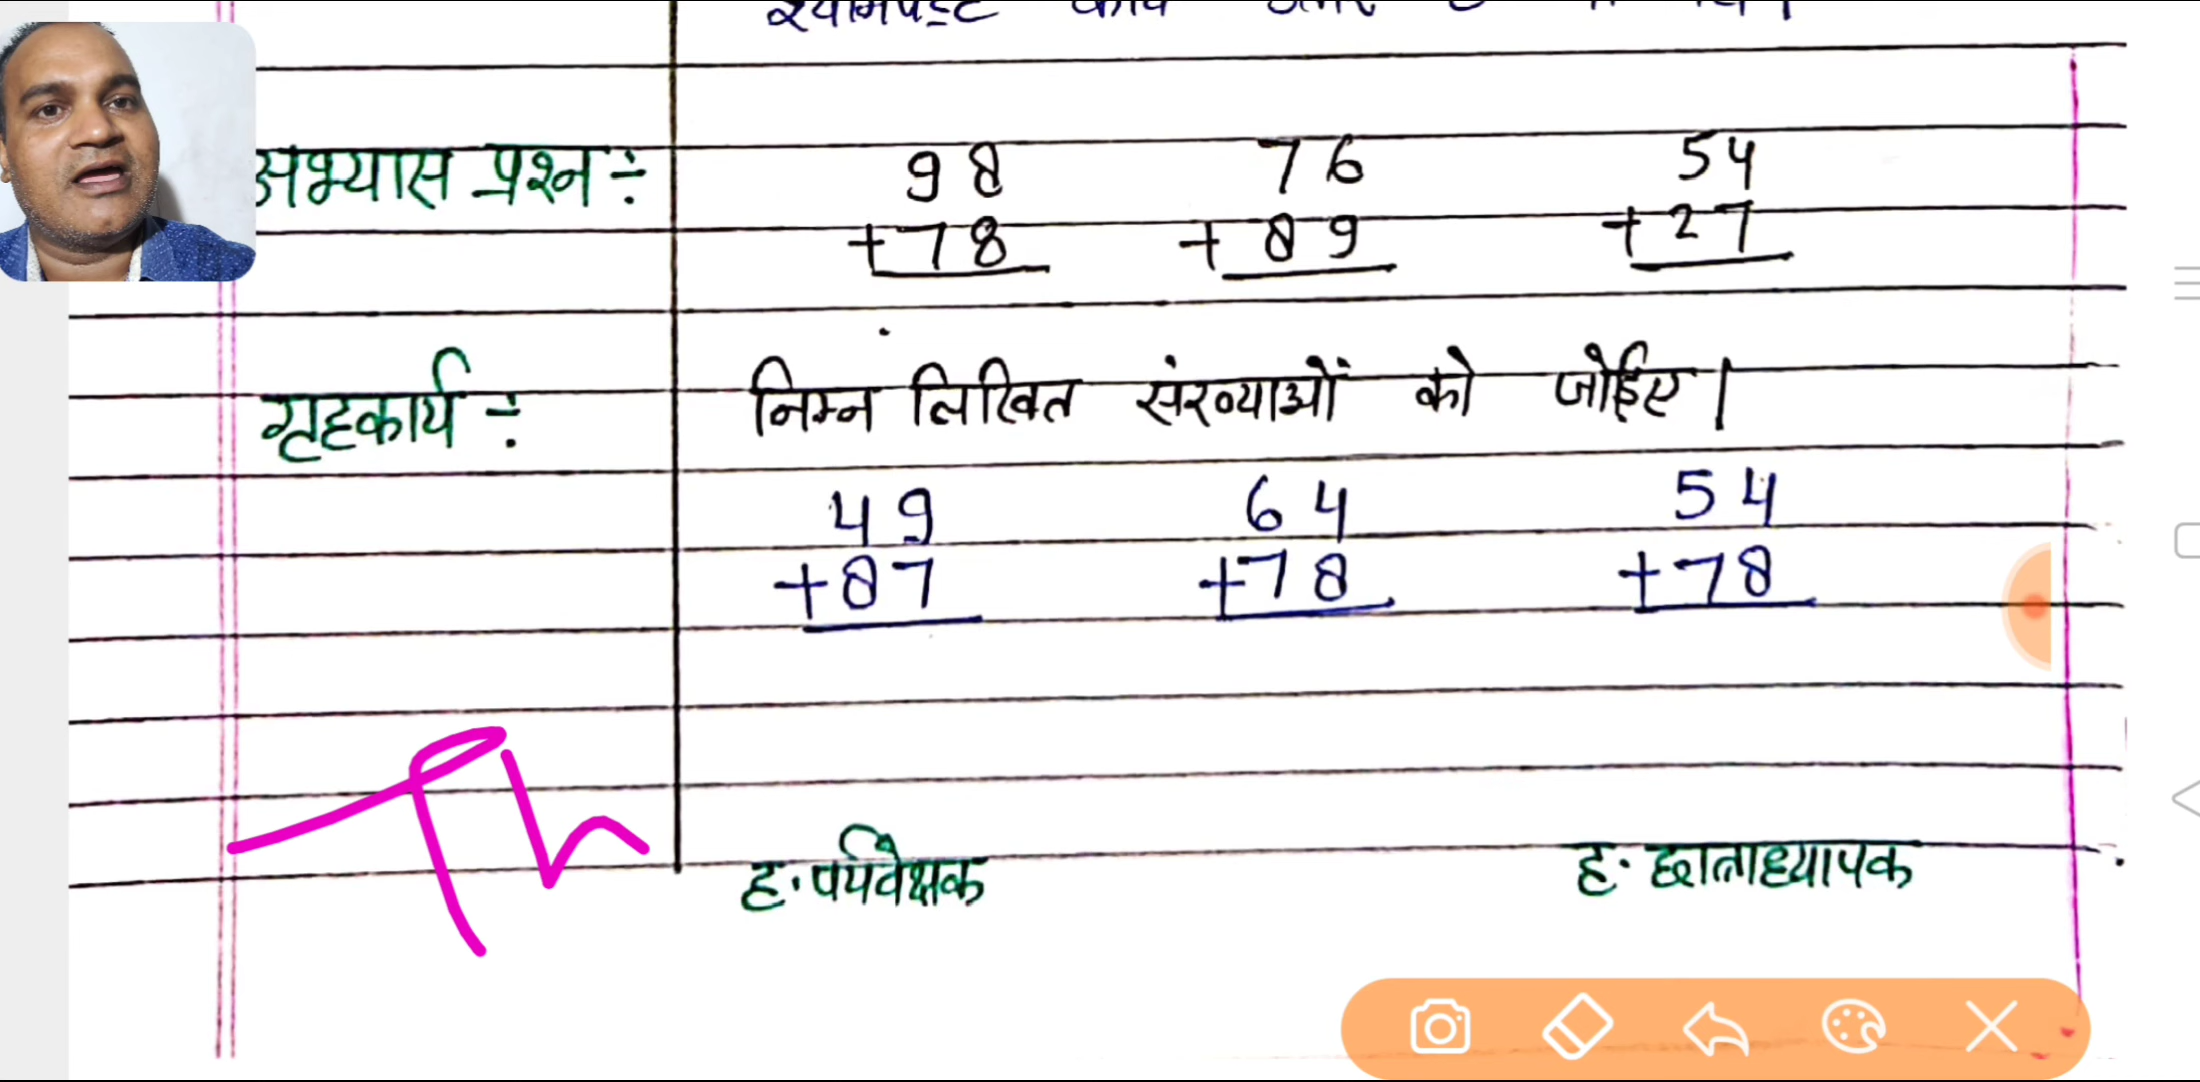 अभ्यास प्रश्न ÷ 98 76 54
+78 +89 +27
गृहकार्य ÷ निम्न लिखित संख्याओं को जोड़िए।
49 64 54
+87 +78 +78
ह. पर्यवेक्षक ह. छात्राध्यापक